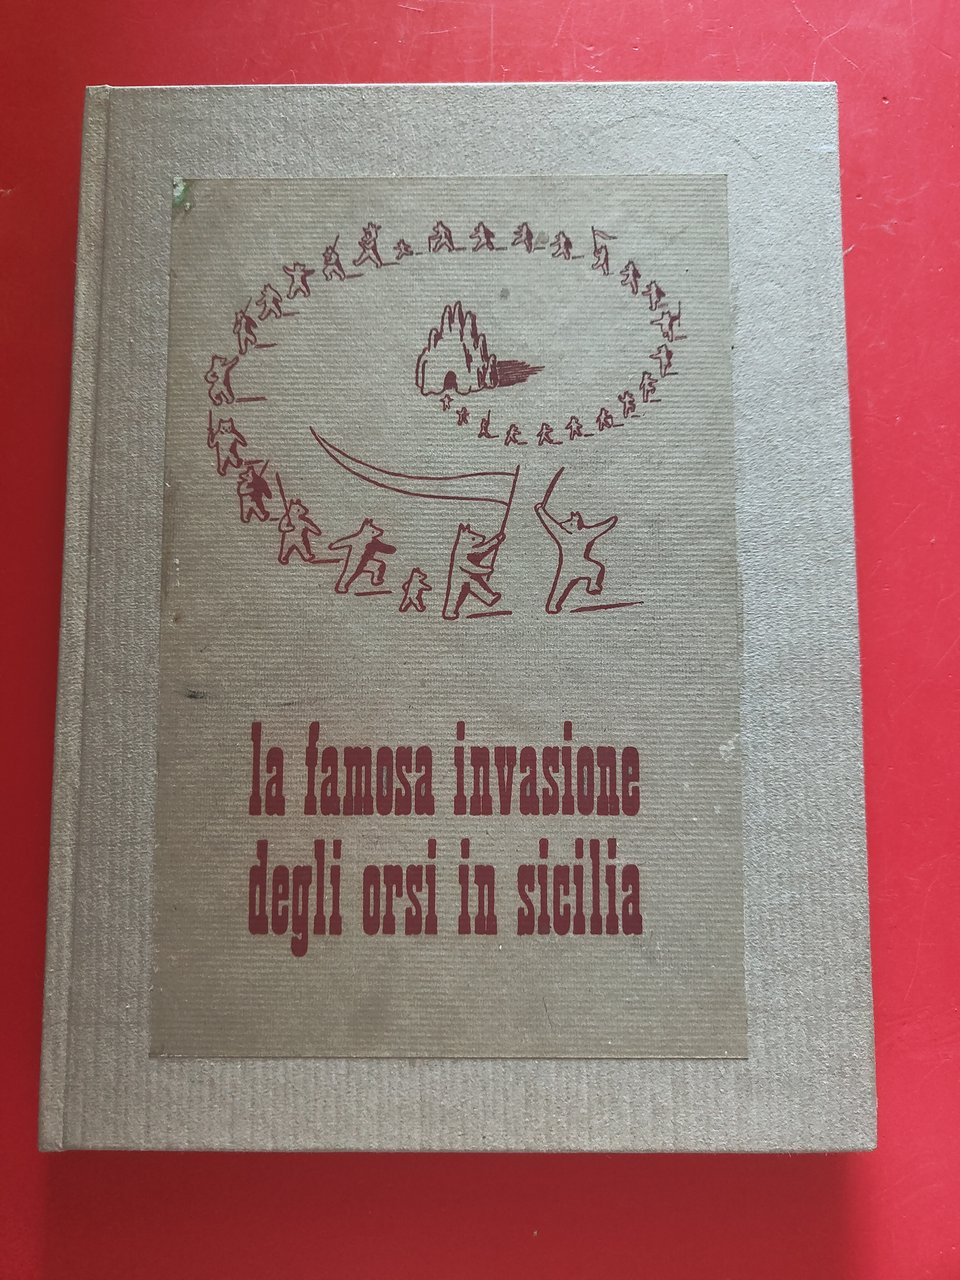 la famosa invasione
degli orsi in sicilia